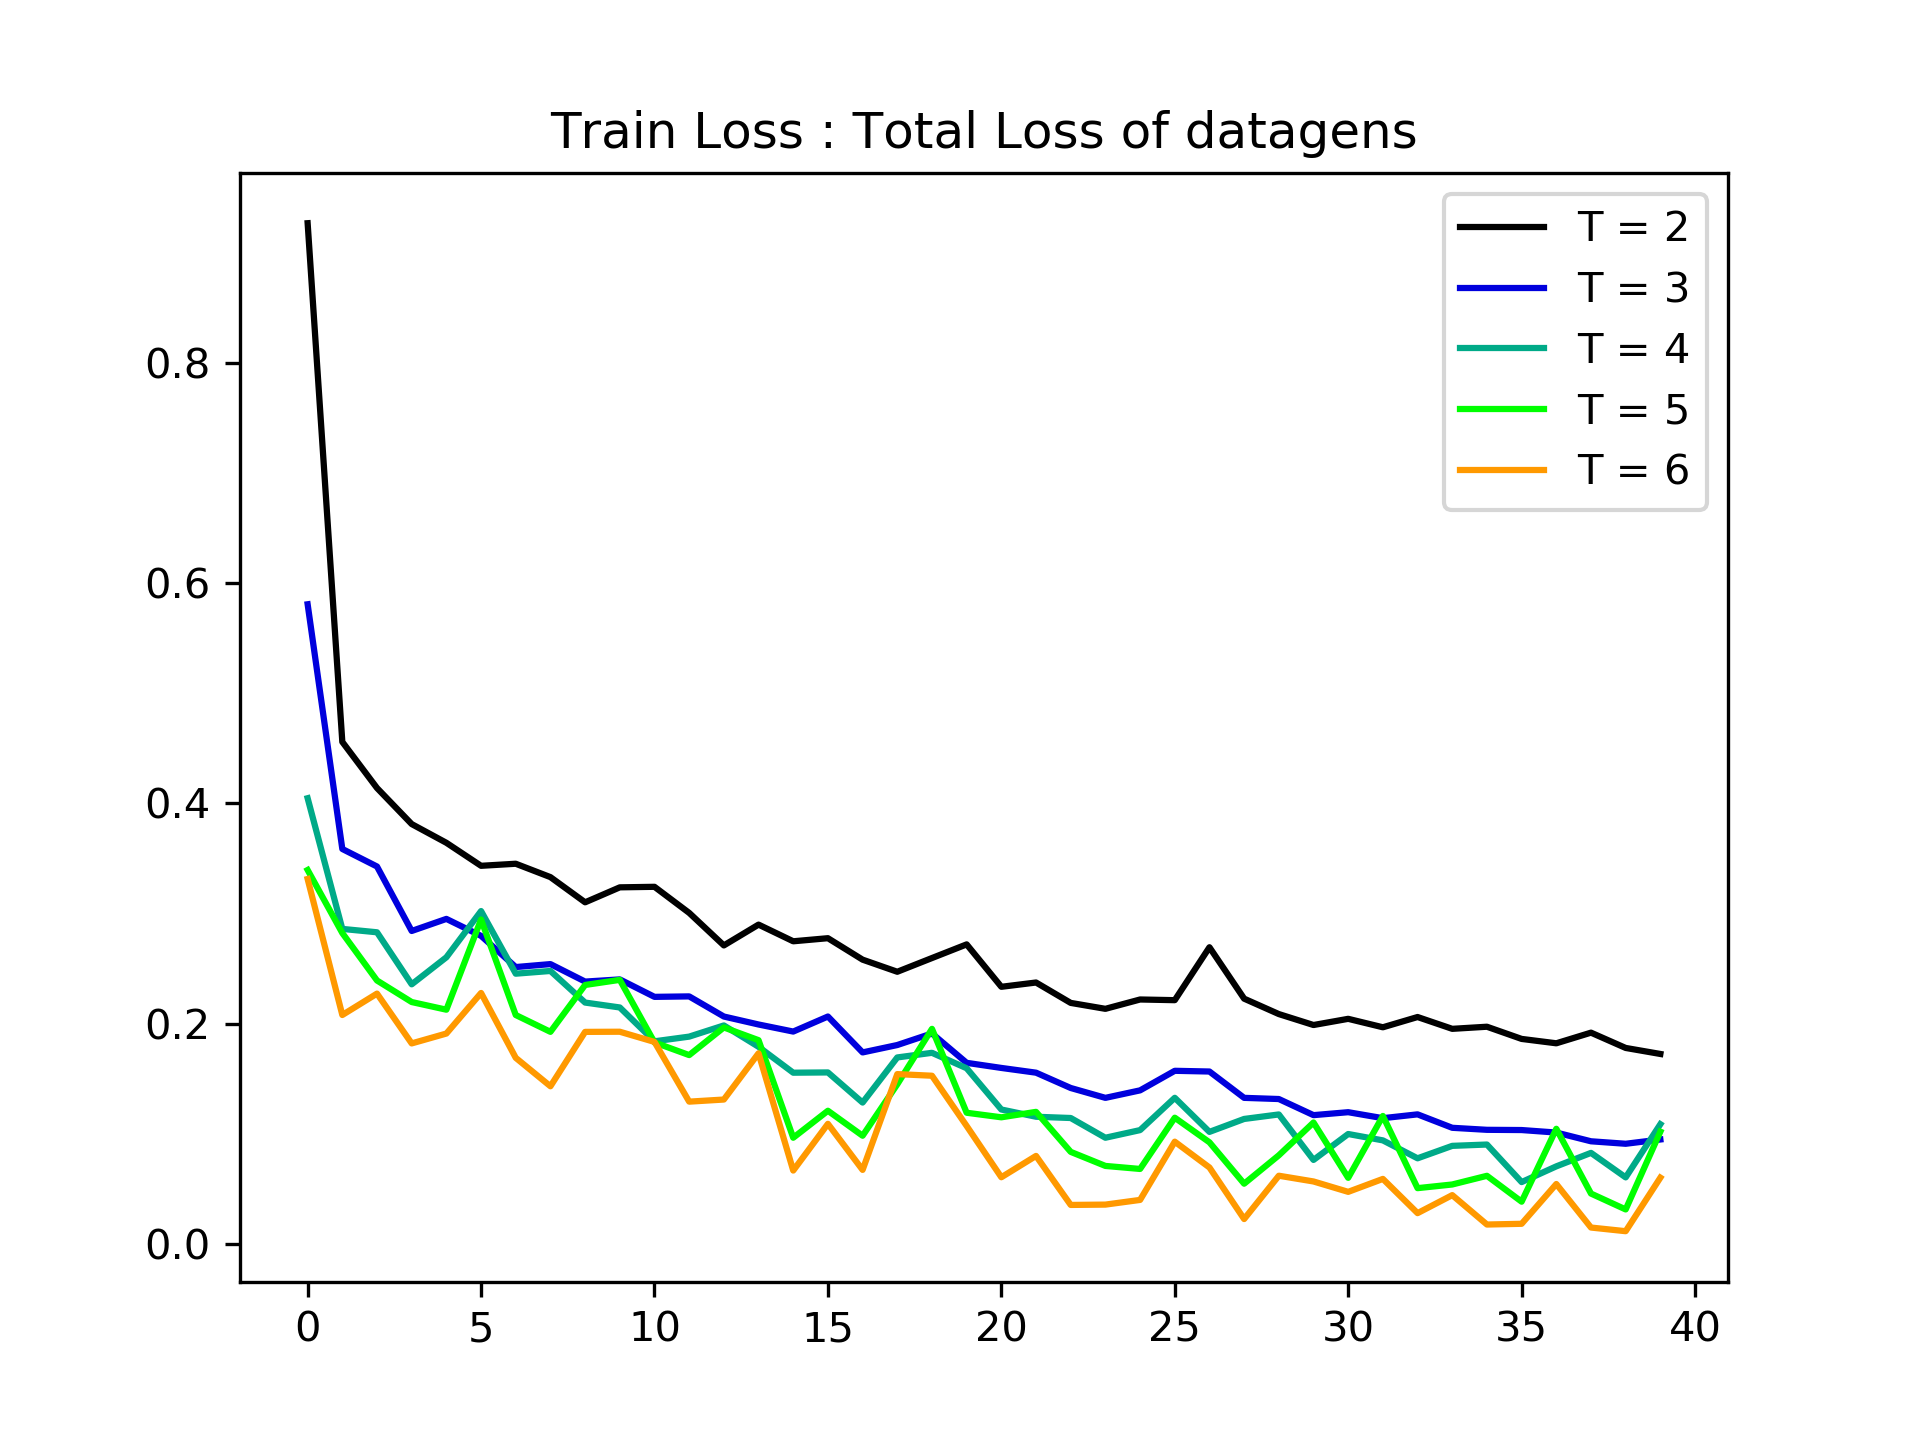 Train Loss : Total Loss of datagens
T = 2
T = 3
T = 4
T = 5
T = 6
0.8
0.6
0.4
0.2
0.0
0 5 10 15 20 25 30 35 40